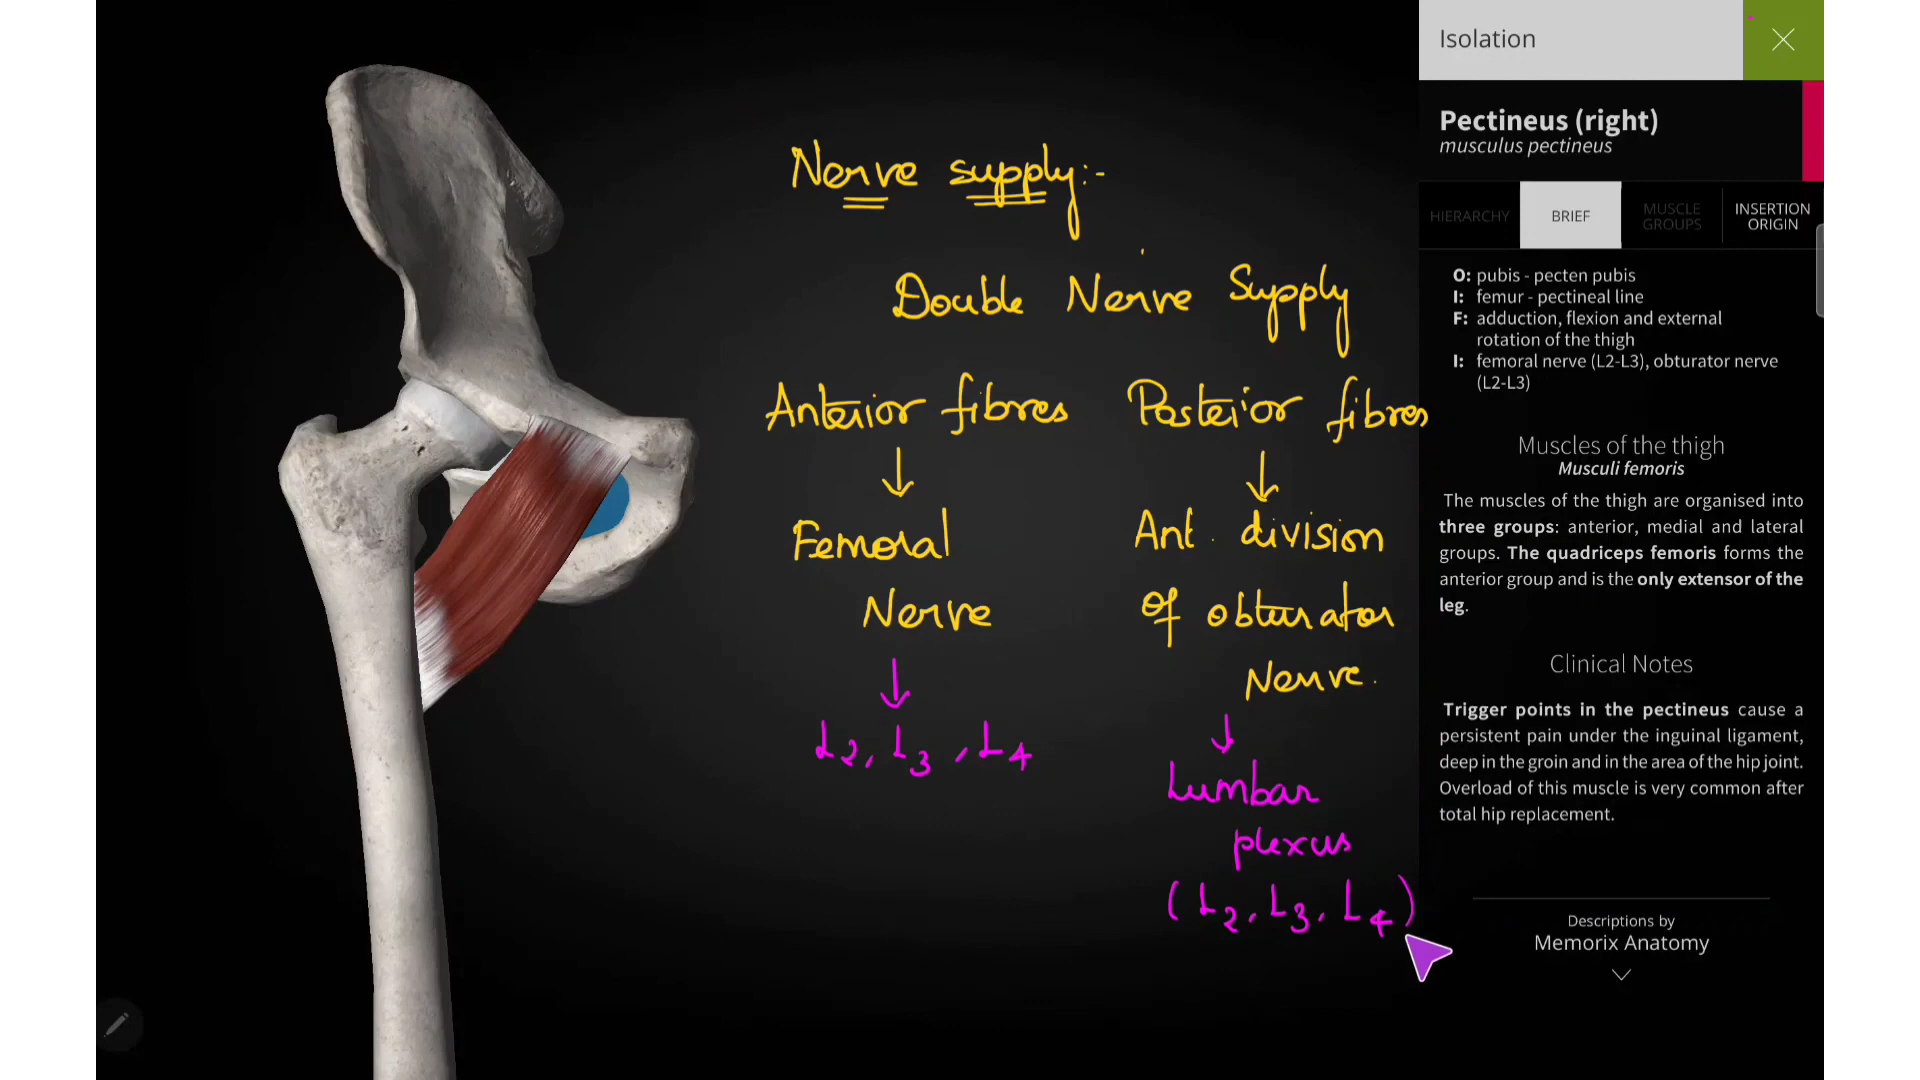 Nerve supply:-
Double Nerve Supply
Anterior fibres
↓
Femoral
Nerve
↓
L2, L3, L4
Posterior fibres
↓
Ant. division
of obturator
Nerve.
↓
Lumbar
plexus
(L2, L3, L4)
Isolation
Pectineus (right)
musculus pectineus
HIERARCHY
BRIEF
MUSCLE
GROUPS
INSERTION
ORIGIN
O: pubis - pecten pubis
I: femur - pectineal line
F: adduction, flexion and external
rotation of the thigh
I: femoral nerve (L2-L3), obturator nerve
(L2-L3)
Muscles of the thigh
Musculi femoris
The muscles of the thigh are organised into
three groups: anterior, medial and lateral
groups. The quadriceps femoris forms the
anterior group and is the only extensor of the
leg.
Clinical Notes
Trigger points in the pectineus cause a
persistent pain under the inguinal ligament,
deep in the groin and in the area of the hip joint.
Overload of this muscle is very common after
total hip replacement.
Descriptions by
Memorix Anatomy